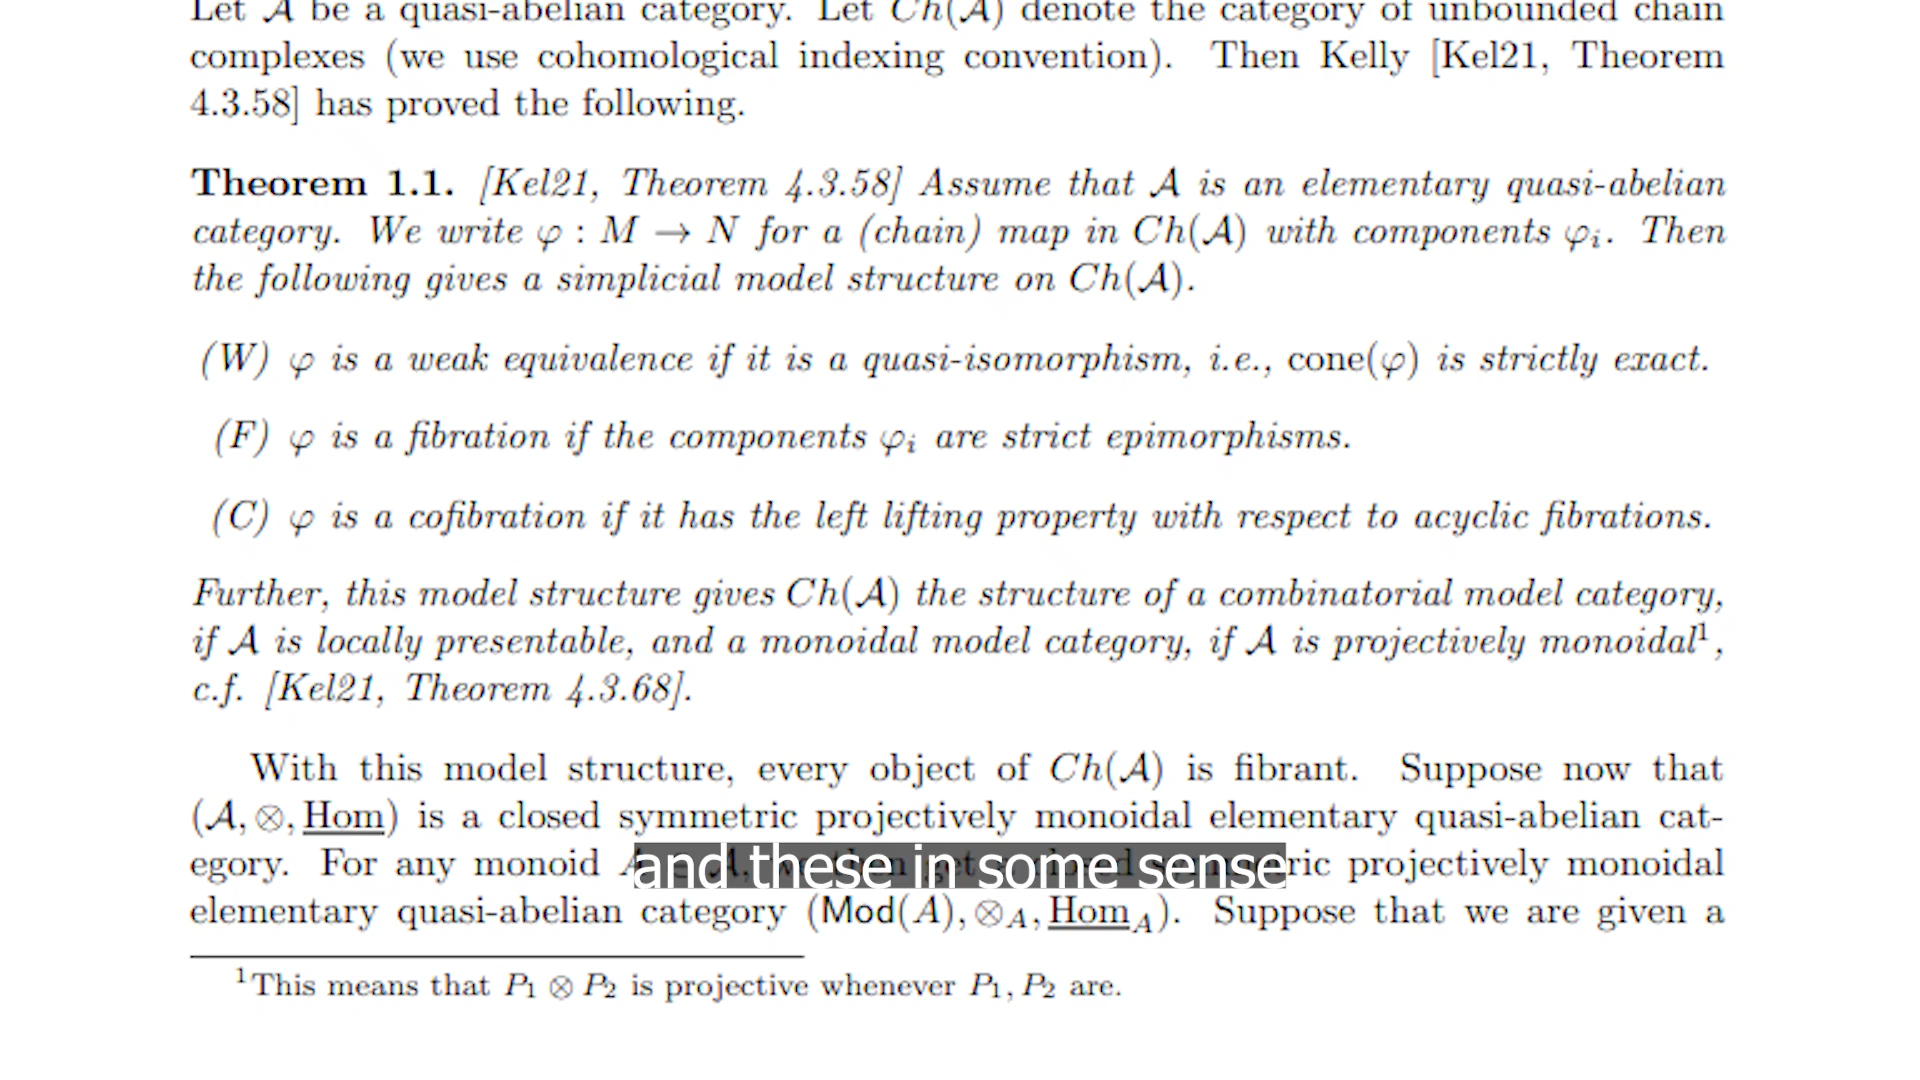 Let 𝒜 be a quasi-abelian category. Let Ch(𝒜) denote the category of unbounded chain
complexes (we use cohomological indexing convention). Then Kelly [Kel21, Theorem
4.3.58] has proved the following.
Theorem 1.1. [Kel21, Theorem 4.3.58] Assume that 𝒜 is an elementary quasi-abelian
category. We write φ : M → N for a (chain) map in Ch(𝒜) with components φᵢ. Then
the following gives a simplicial model structure on Ch(𝒜).
(W) φ is a weak equivalence if it is a quasi-isomorphism, i.e., cone(φ) is strictly exact.
(F) φ is a fibration if the components φᵢ are strict epimorphisms.
(C) φ is a cofibration if it has the left lifting property with respect to acyclic fibrations.
Further, this model structure gives Ch(𝒜) the structure of a combinatorial model category,
if 𝒜 is locally presentable, and a monoidal model category, if 𝒜 is projectively monoidal¹,
c.f. [Kel21, Theorem 4.3.68].
With this model structure, every object of Ch(𝒜) is fibrant. Suppose now that
(𝒜, ⊗, Hom) is a closed symmetric projectively monoidal elementary quasi-abelian cat-
egory. For any monoid ric projectively monoidal
and these in some sense
elementary quasi-abelian category (Mod(A), ⊗_A, Hom_A). Suppose that we are given a
¹This means that P₁ ⊗ P₂ is projective whenever P₁, P₂ are.